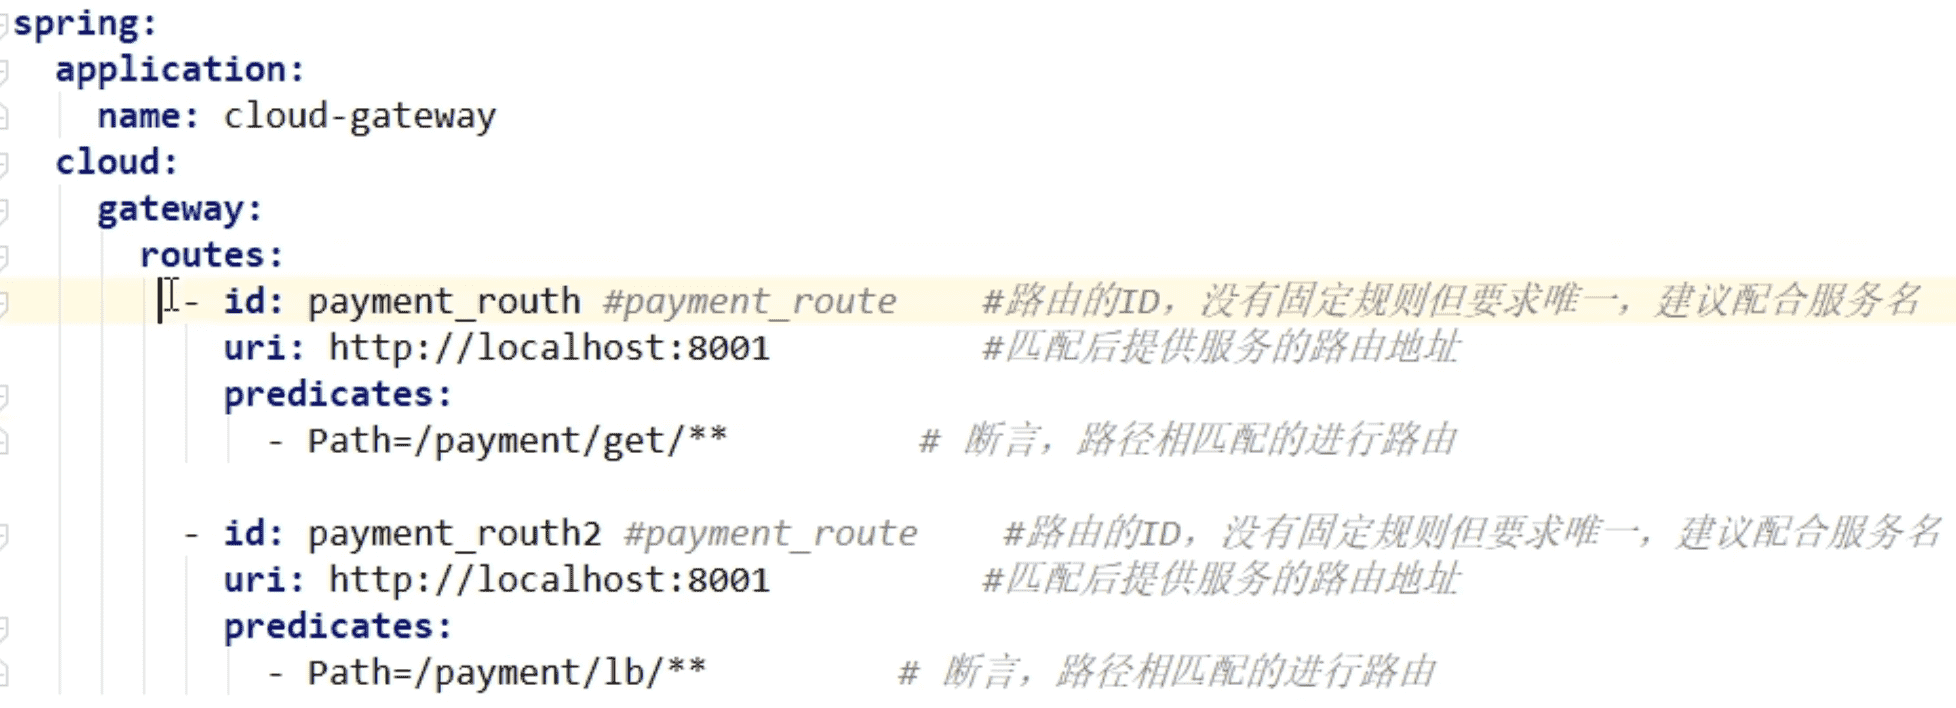 spring:
  application:
    name: cloud-gateway
  cloud:
    gateway:
      routes:
        - id: payment_routh #payment_route    #路由的ID，没有固定规则但要求唯一，建议配合服务名
          uri: http://localhost:8001          #匹配后提供服务的路由地址
          predicates:
            - Path=/payment/get/**         # 断言，路径相匹配的进行路由

        - id: payment_routh2 #payment_route    #路由的ID，没有固定规则但要求唯一，建议配合服务名
          uri: http://localhost:8001          #匹配后提供服务的路由地址
          predicates:
            - Path=/payment/lb/**         # 断言，路径相匹配的进行路由